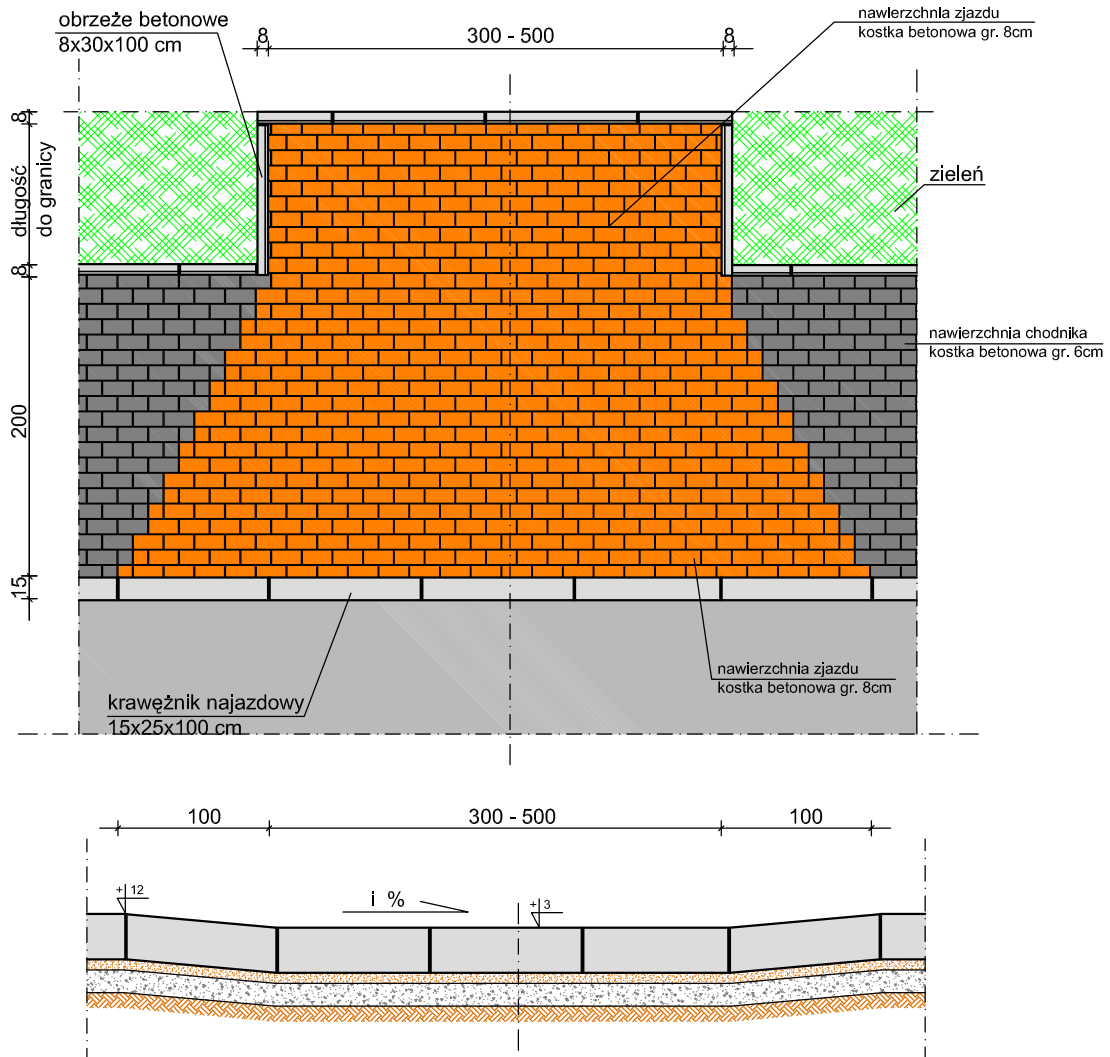 obrzeże betonowe
8x30x100 cm
8
300 - 500
8
nawierzchnia zjazdu
kostka betonowa gr. 8cm
8
długość
do granicy
zieleń
8
nawierzchnia chodnika
kostka betonowa gr. 6cm
200
15
nawierzchnia zjazdu
kostka betonowa gr. 8cm
krawężnik najazdowy
15x25x100 cm
100
300 - 500
100
+12
i %
+3